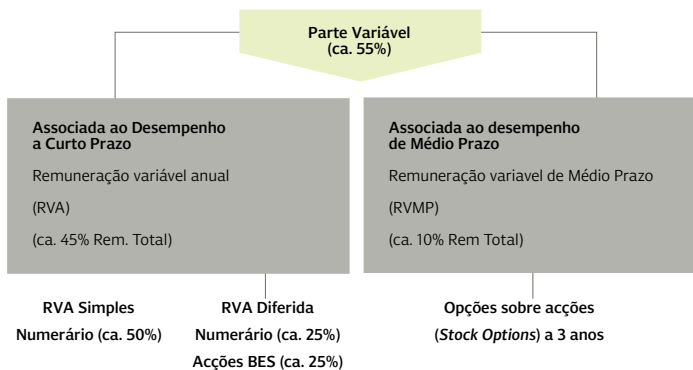 Parte Variável
(ca. 55%)
Associada ao Desempenho
a Curto Prazo
Remuneração variável anual
(RVA)
(ca. 45% Rem. Total)
Associada ao desempenho
de Médio Prazo
Remuneração variavel de Médio Prazo
(RVMP)
(ca. 10% Rem Total)
RVA Simples
Numerário (ca. 50%)
RVA Diferida
Numerário (ca. 25%)
Acções BES (ca. 25%)
Opções sobre acções
(Stock Options) a 3 anos